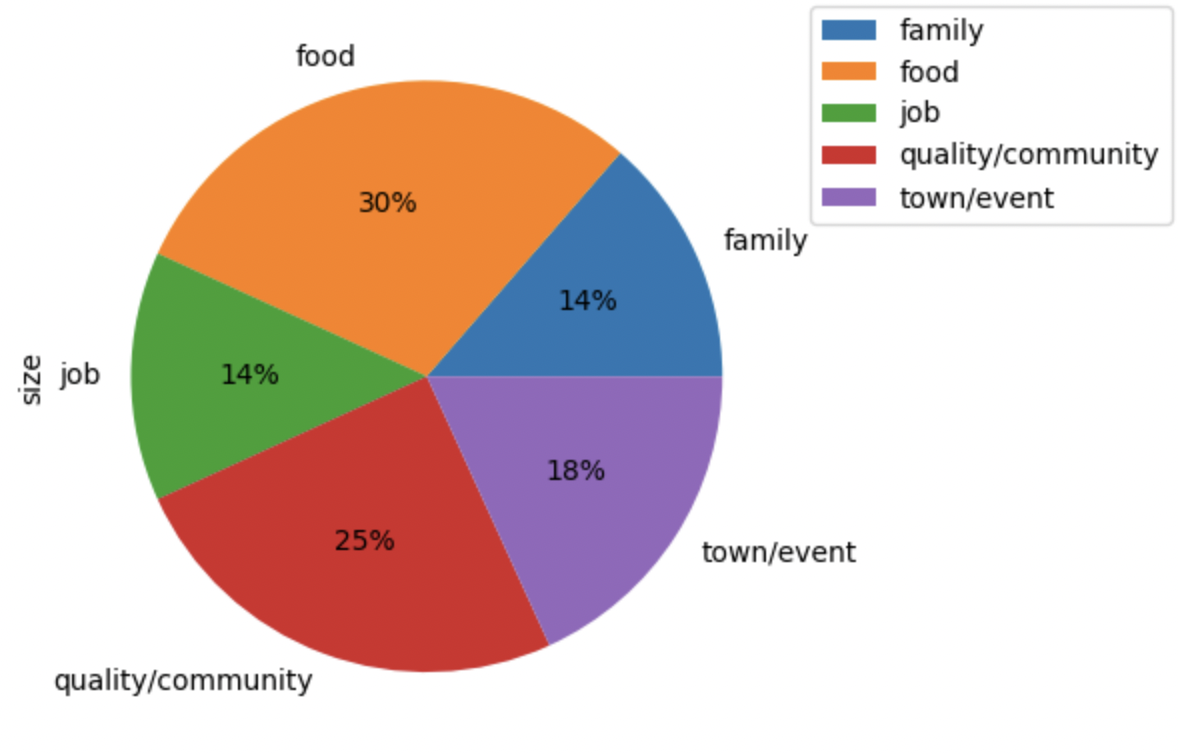 food
30%
family
14%
size
job
14%
18%
25%
town/event
quality/community
family
food
job
quality/community
town/event